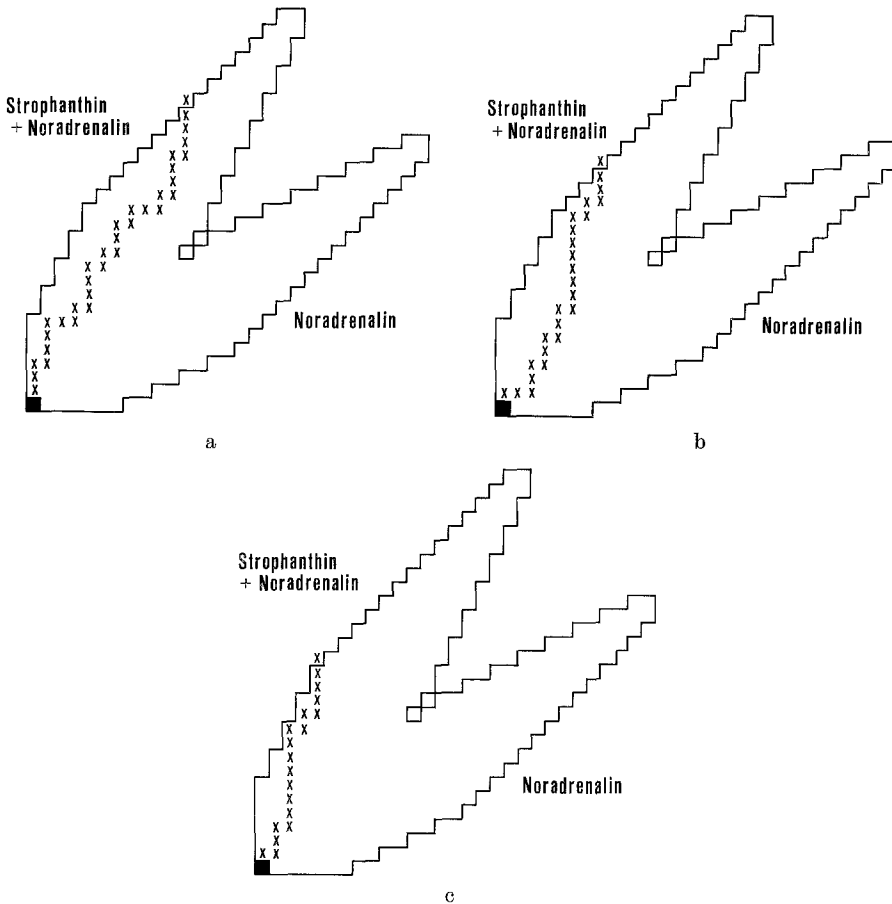 Strophanthin
+ Noradrenalin
Noradrenalin
a
Strophanthin
+ Noradrenalin
Noradrenalin
b
Strophanthin
+ Noradrenalin
Noradrenalin
c